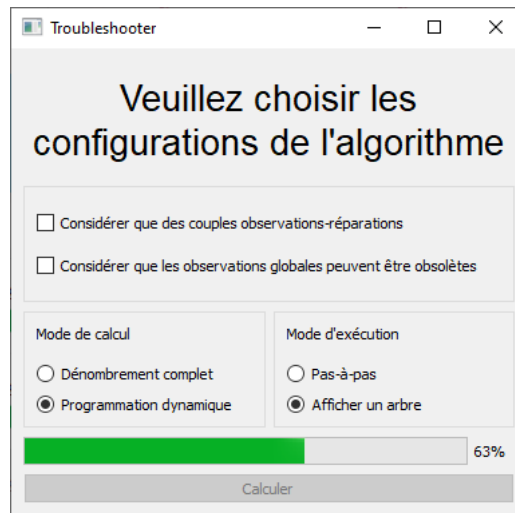 Troubleshooter
Veuillez choisir les
configurations de l'algorithme
Considérer que des couples observations-réparations
Considérer que les observations globales peuvent être obsolètes
Mode de calcul
Dénombrement complet
Programmation dynamique
Mode d'exécution
Pas-à-pas
Afficher un arbre
63%
Calculer